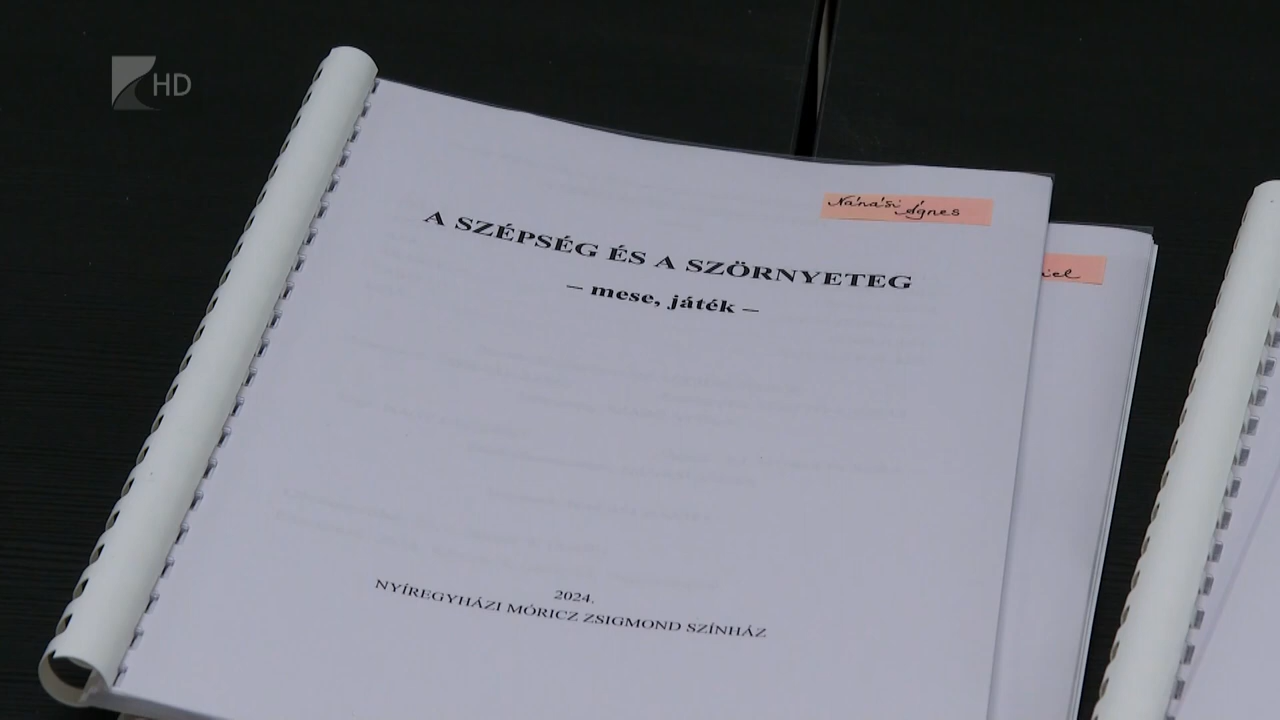 HD
Nánási Ágnes
A SZÉPSÉG ÉS A SZÖRNYETEG
– mese, játék –
2024.
NYÍREGYHÁZI MÓRICZ ZSIGMOND SZÍNHÁZ